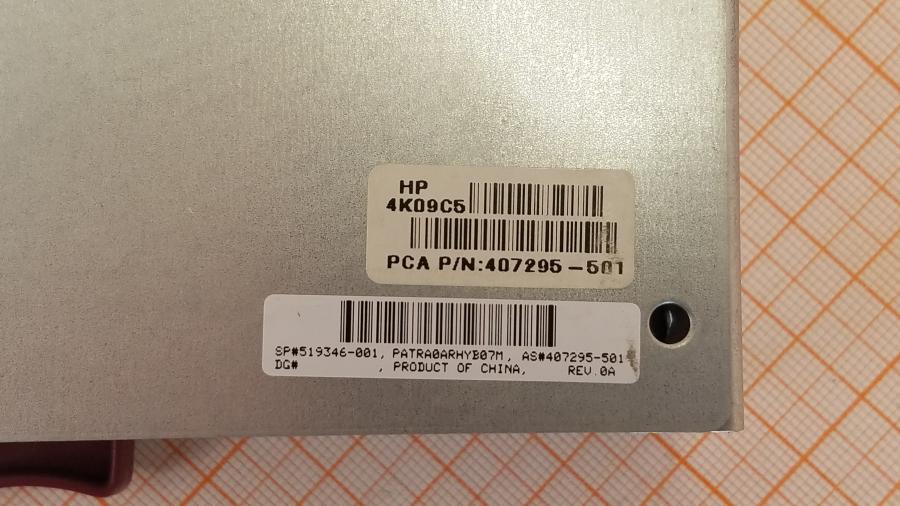 HP
4K09C5
PCA P/N:407295-501
SP#519346-001, PATRA0ARHYB07M, AS#407295-501
DG# , PRODUCT OF CHINA, REV.0A